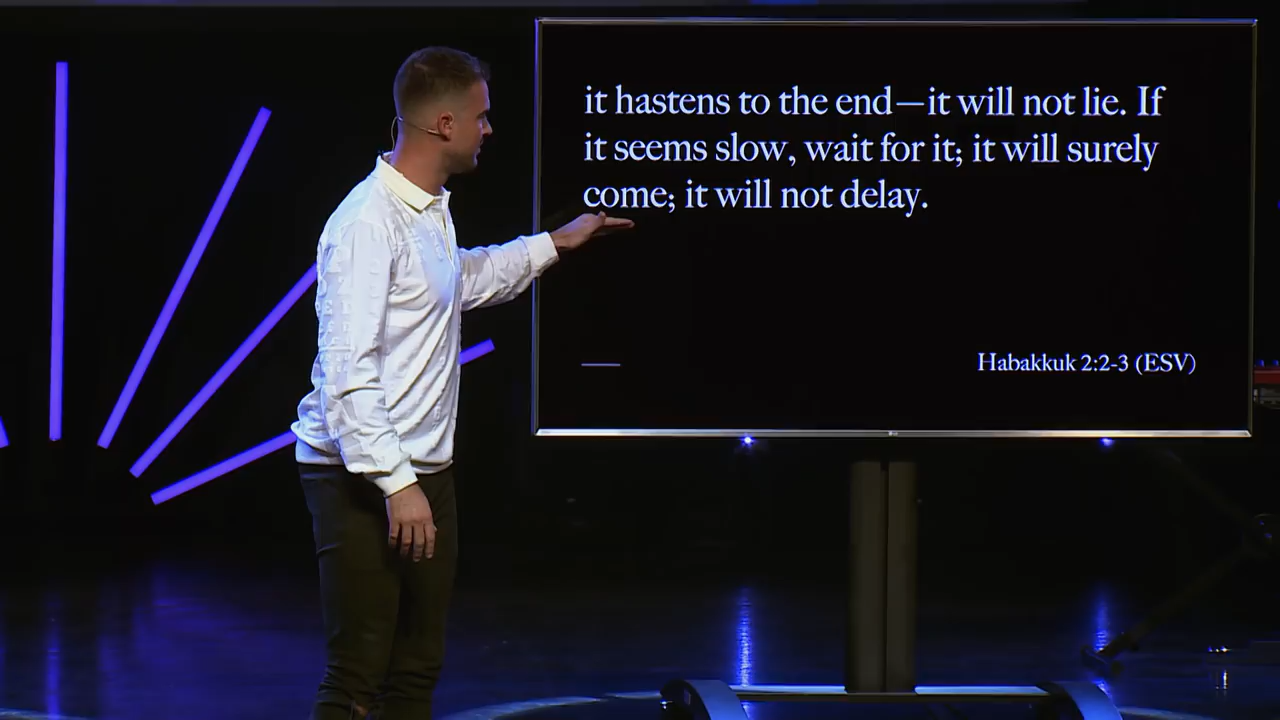 it hastens to the end—it will not lie. If
it seems slow, wait for it; it will surely
come; it will not delay.
Habakkuk 2:2-3 (ESV)